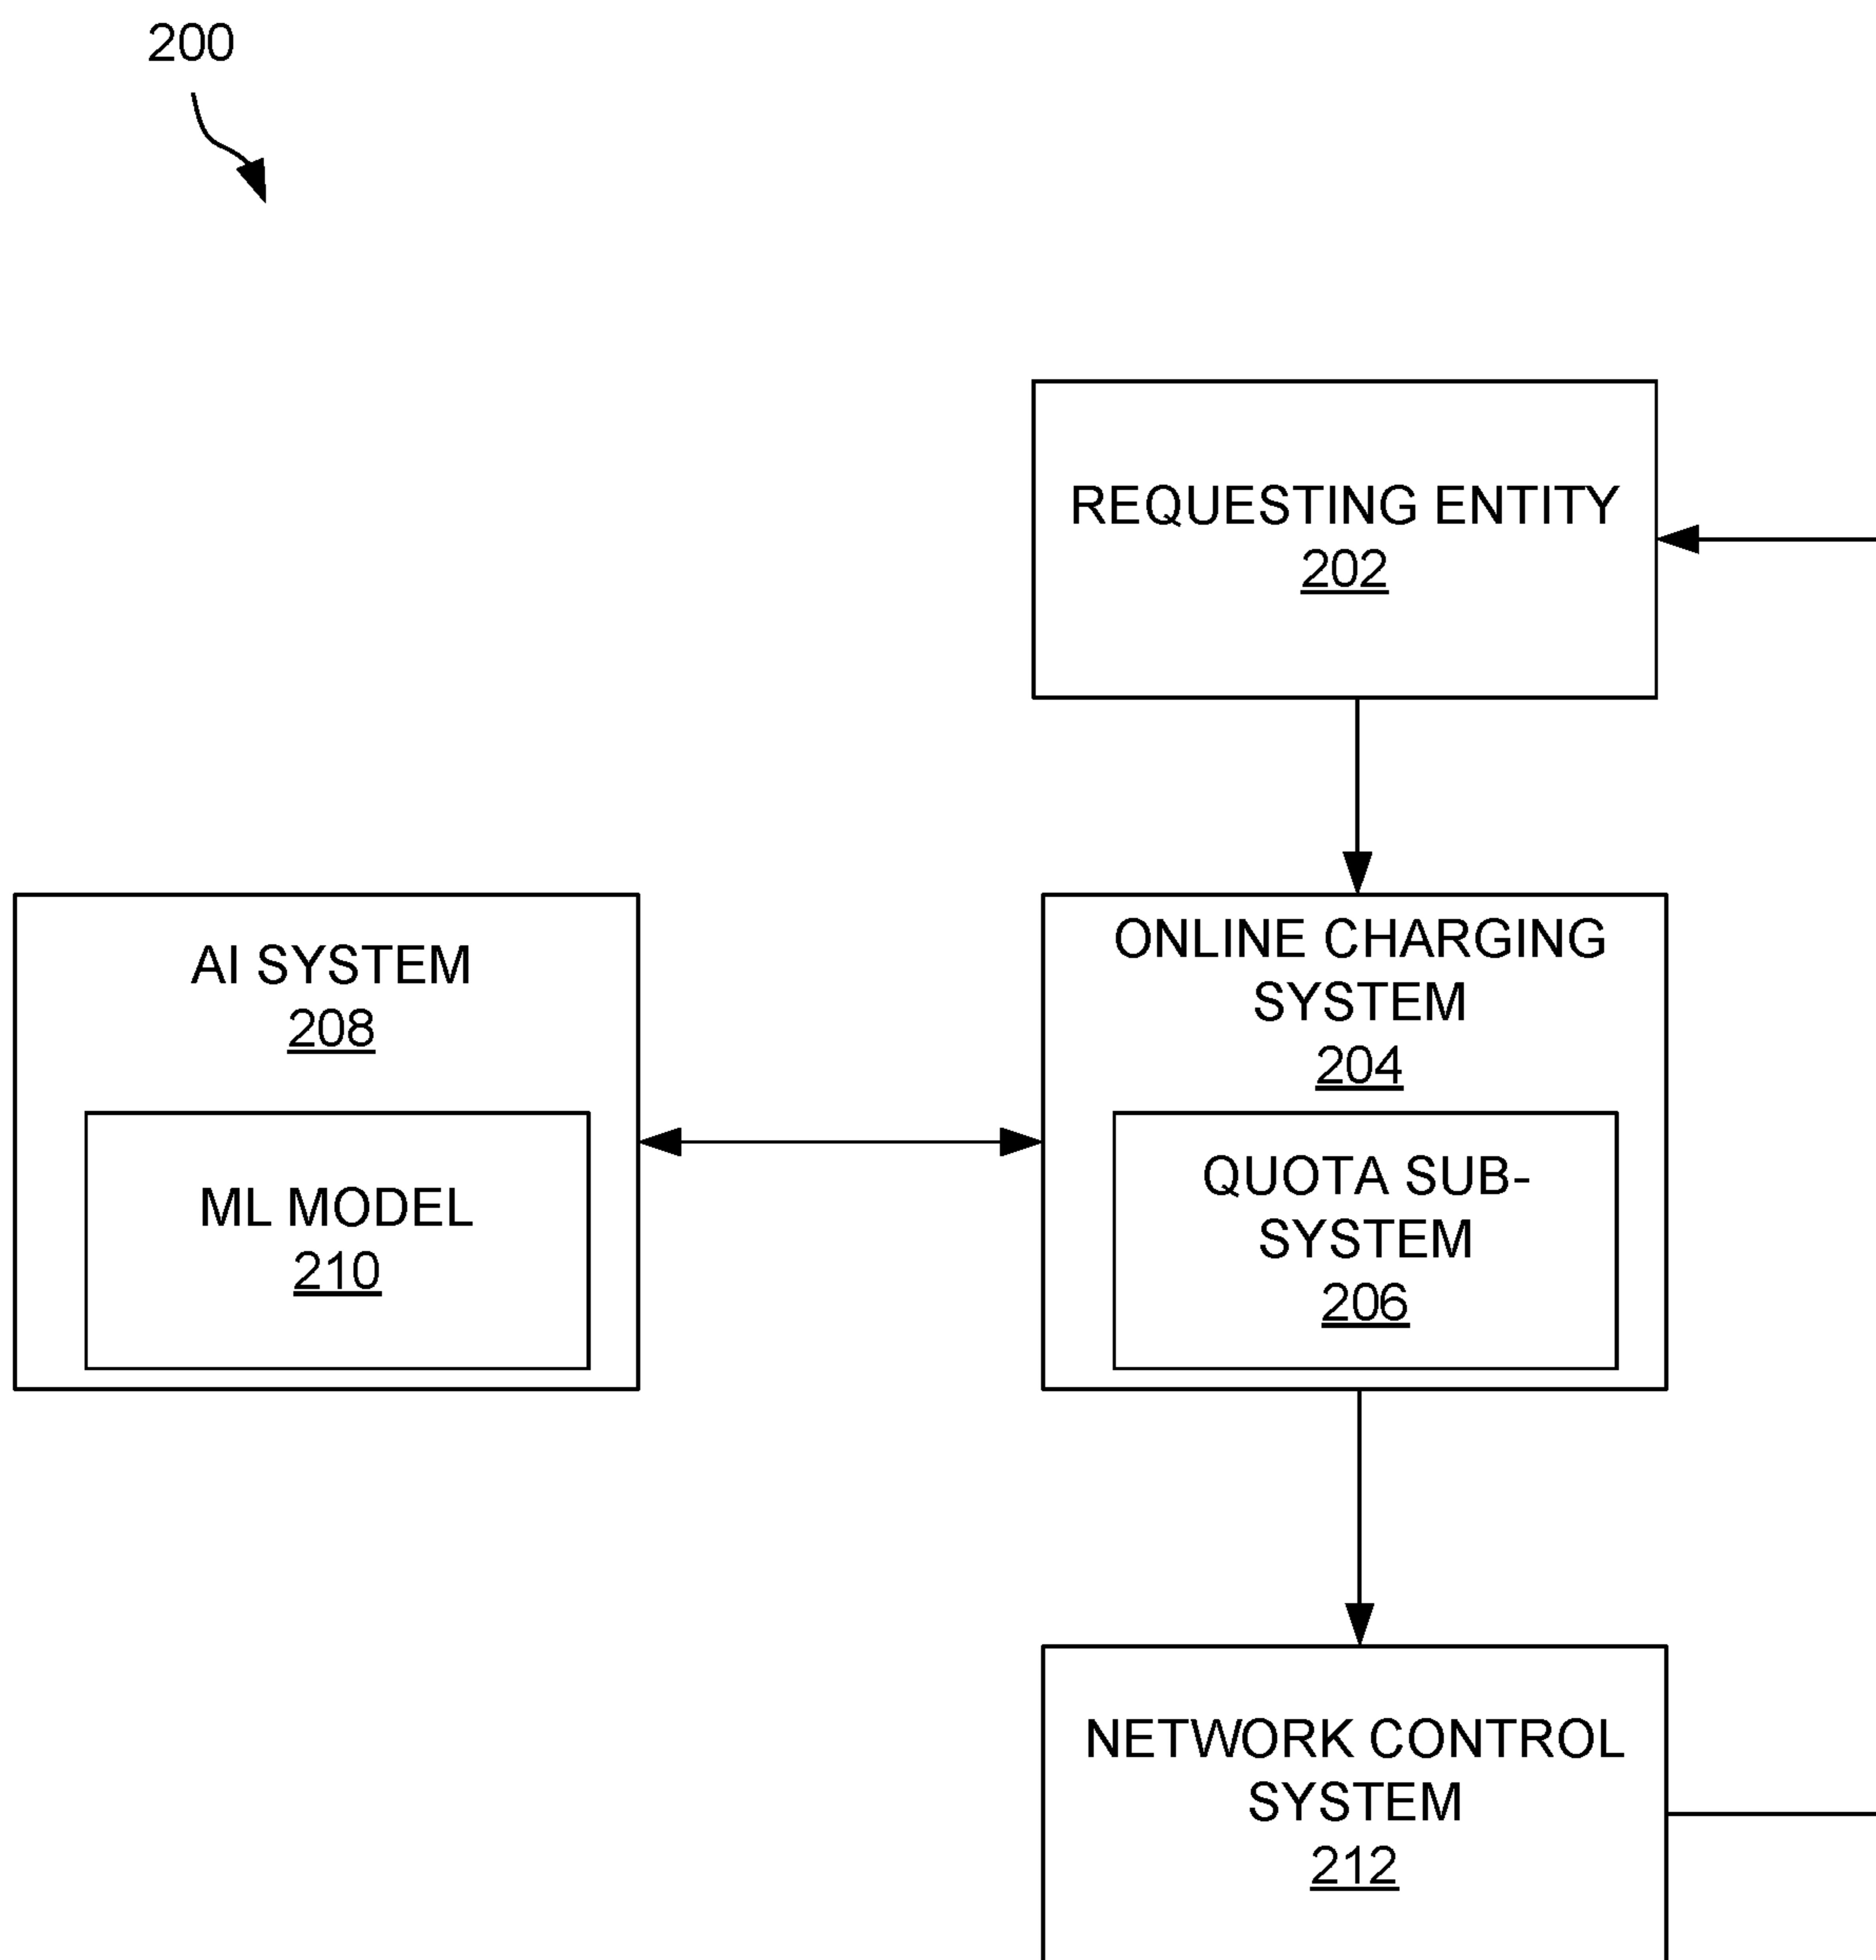 200
REQUESTING ENTITY
202
AI SYSTEM
208
ML MODEL
210
ONLINE CHARGING
SYSTEM
204
QUOTA SUB-
SYSTEM
206
NETWORK CONTROL
SYSTEM
212